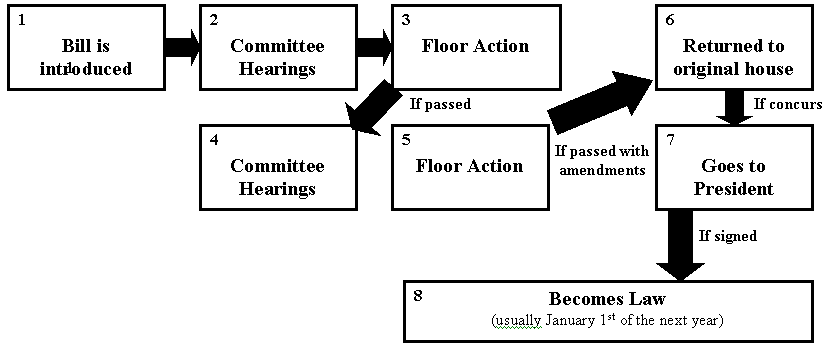 1
Bill is
introduced
2
Committee
Hearings
3
Floor Action
If passed
4
Committee
Hearings
5
Floor Action
If passed with
amendments
6
Returned to
original house
If concurs
7
Goes to
President
If signed
8
Becomes Law
(usually January 1st of the next year)